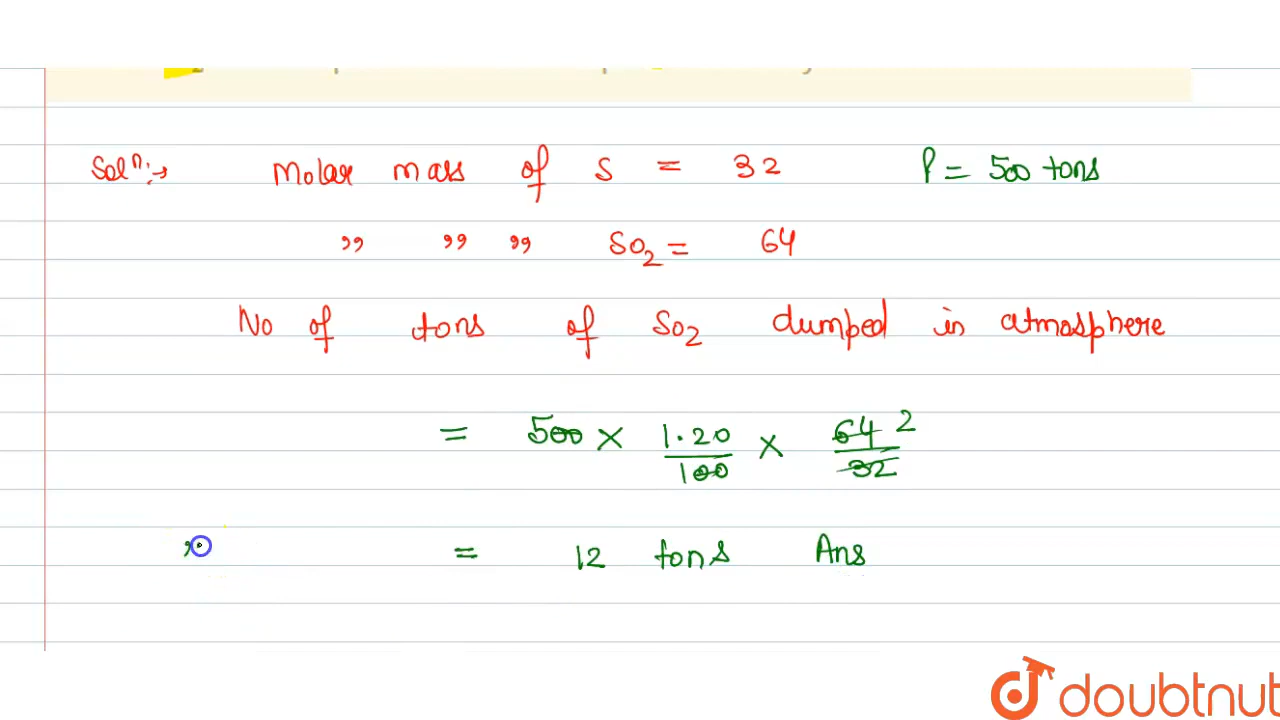 Solⁿ:→ Molar mass of S = 32 P = 500 tons
,, ,, ,, SO₂ = 64
No of tons of SO₂ dumped in atmosphere
= 500 × 1.20/100 × 64/32 2
= 12 tons Ans
doubtnut